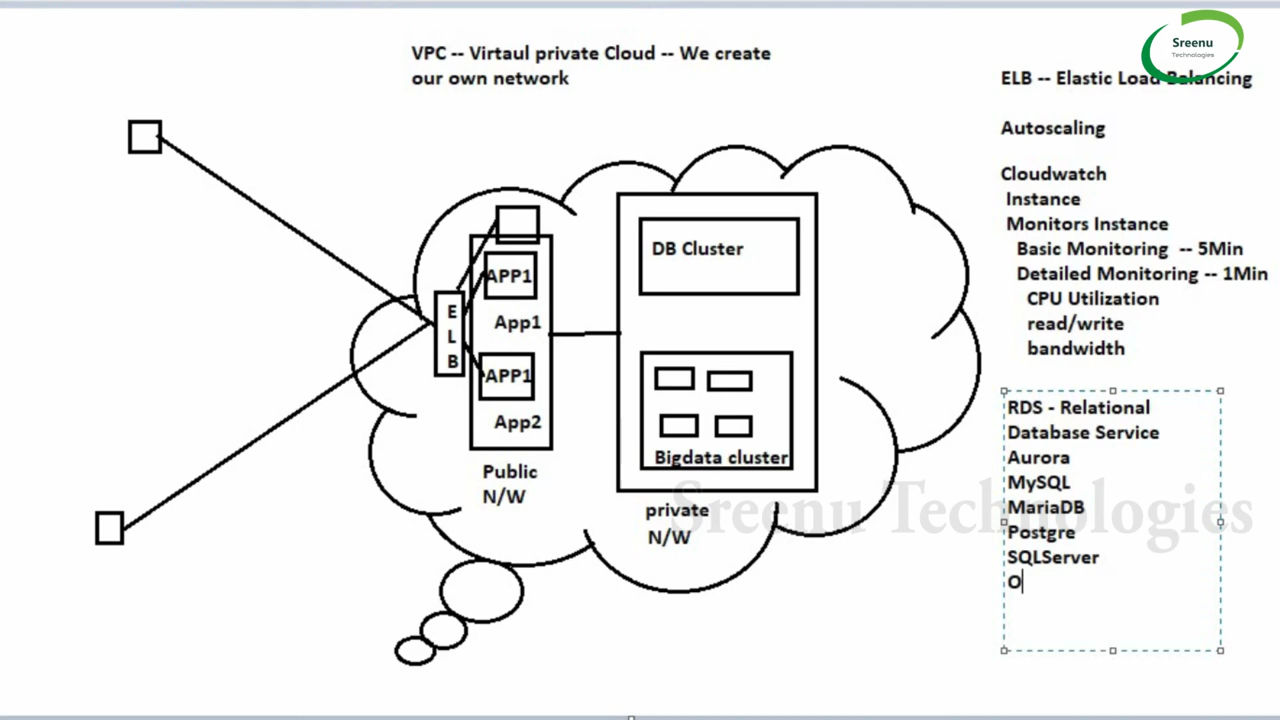 VPC -- Virtaul private Cloud -- We create
our own network
Sreenu
Technologies
ELB -- Elastic Load Balancing
Autoscaling
Cloudwatch
Instance
Monitors Instance
Basic Monitoring -- 5Min
Detailed Monitoring -- 1Min
CPU Utilization
read/write
bandwidth
E
L
B
APP1
App1
APP1
App2
Public
N/W
DB Cluster
Bigdata cluster
private
N/W
RDS - Relational
Database Service
Aurora
MySQL
MariaDB
Postgre
SQLServer
O
Sreenu Technologies